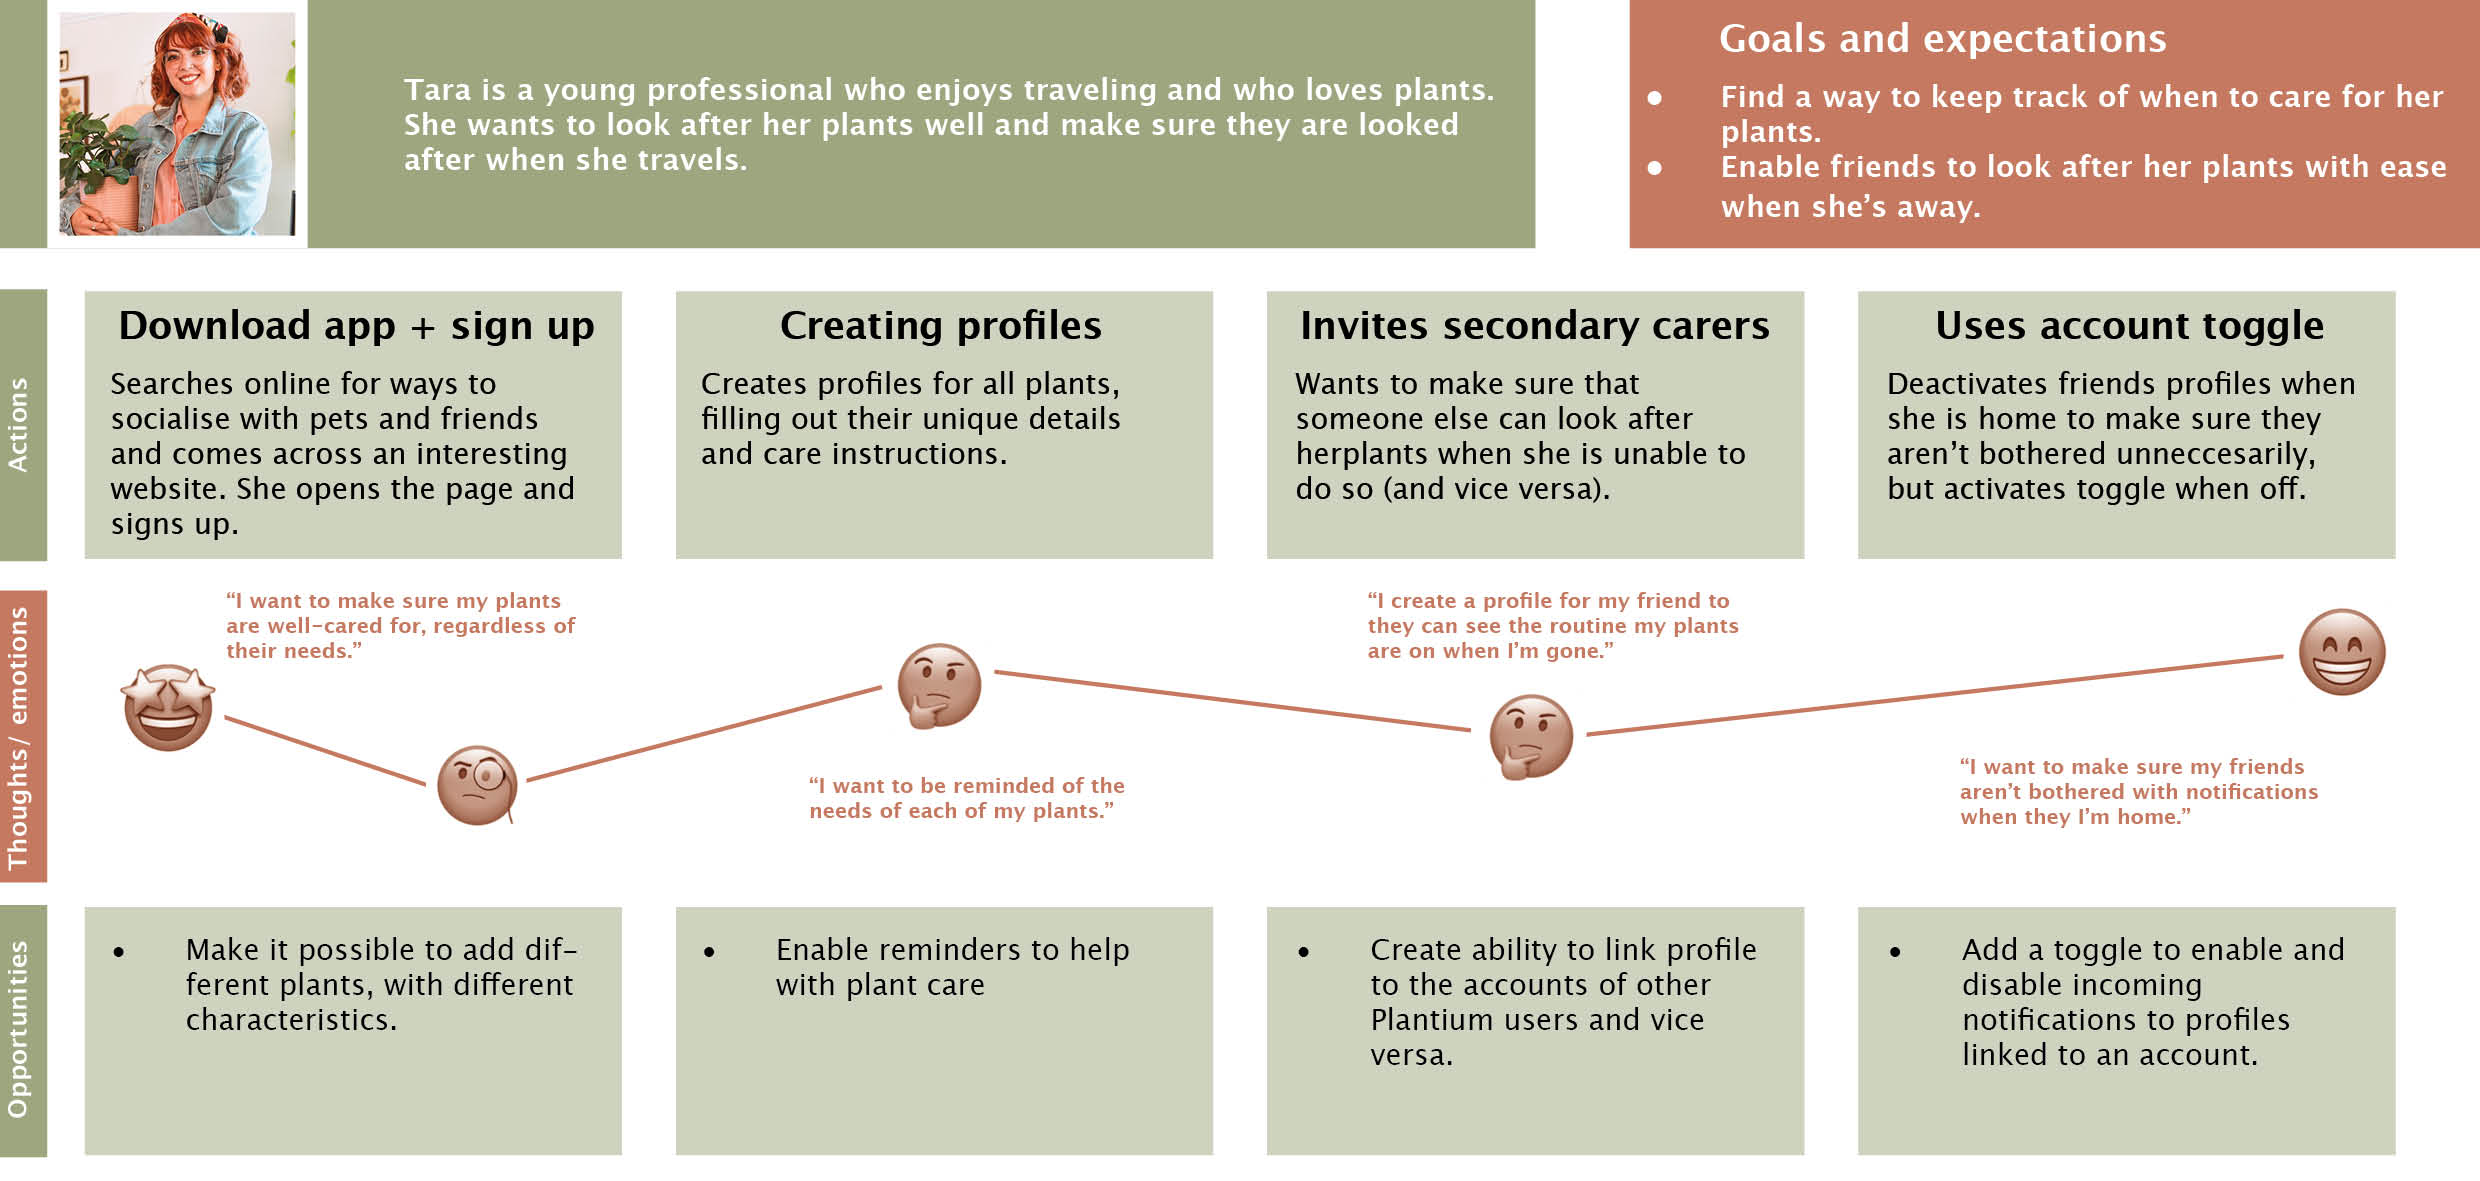 Tara is a young professional who enjoys traveling and who loves plants.
She wants to look after her plants well and make sure they are looked
after when she travels.
Goals and expectations
● Find a way to keep track of when to care for her
plants.
● Enable friends to look after her plants with ease
when she’s away.
Actions
Download app + sign up
Searches online for ways to
socialise with pets and friends
and comes across an interesting
website. She opens the page and
signs up.
Creating profiles
Creates profiles for all plants,
filling out their unique details
and care instructions.
Invites secondary carers
Wants to make sure that
someone else can look after
herplants when she is unable to
do so (and vice versa).
Uses account toggle
Deactivates friends profiles when
she is home to make sure they
aren’t bothered unneccesarily,
but activates toggle when off.
Thoughts/ emotions
“I want to make sure my plants
are well-cared for, regardless of
their needs.”
“I want to be reminded of the
needs of each of my plants.”
“I create a profile for my friend to
they can see the routine my plants
are on when I’m gone.”
“I want to make sure my friends
aren’t bothered with notifications
when they I’m home.”
Opportunities
• Make it possible to add dif-
ferent plants, with different
characteristics.
• Enable reminders to help
with plant care
• Create ability to link profile
to the accounts of other
Plantium users and vice
versa.
• Add a toggle to enable and
disable incoming
notifications to profiles
linked to an account.